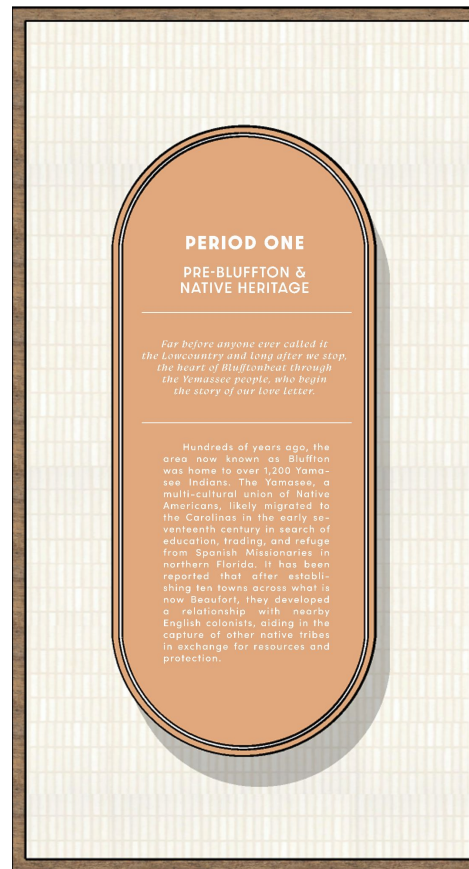 PERIOD ONE
PRE-BLUFFTON &
NATIVE HERITAGE
Far before anyone ever called it
the Lowcountry and long after we stop,
the heart of Blufftonbeat through
the Yemassee people, who begin
the story of our love letter.
Hundreds of years ago, the
area now known as Bluffton
was home to over 1,200 Yama-
see Indians. The Yamasee, a
multi-cultural union of Native
Americans, likely migrated to
the Carolinas in the early se-
venteenth century in search of
education, trading, and refuge
from Spanish Missionaries in
northern Florida. It has been
reported that after establi-
shing ten towns across what is
now Beaufort, they developed
a relationship with nearby
English colonists, aiding in the
capture of other native tribes
in exchange for resources and
protection.